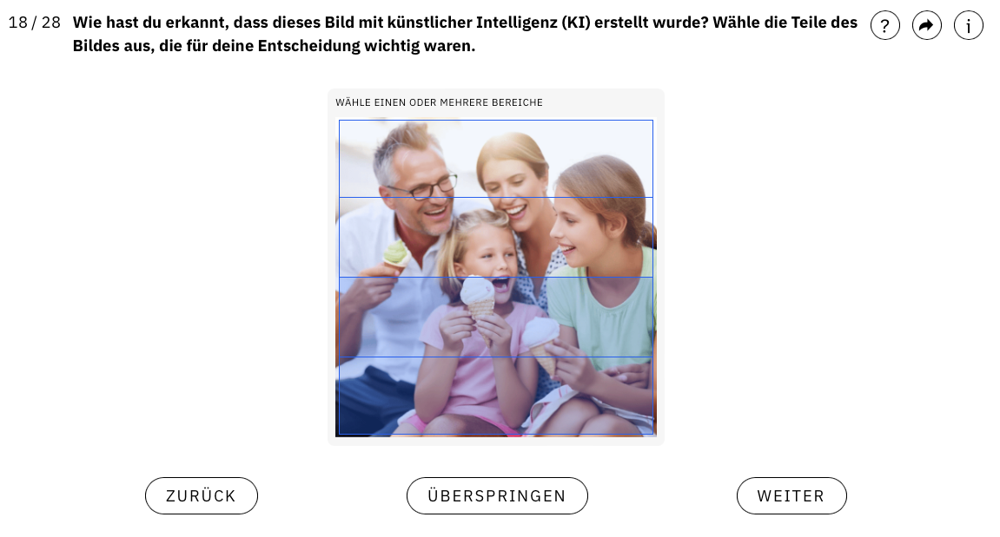 18 / 28 Wie hast du erkannt, dass dieses Bild mit künstlicher Intelligenz (KI) erstellt wurde? Wähle die Teile des
Bildes aus, die für deine Entscheidung wichtig waren.
?
i
WÄHLE EINEN ODER MEHRERE BEREICHE
ZURÜCK
ÜBERSPRINGEN
WEITER